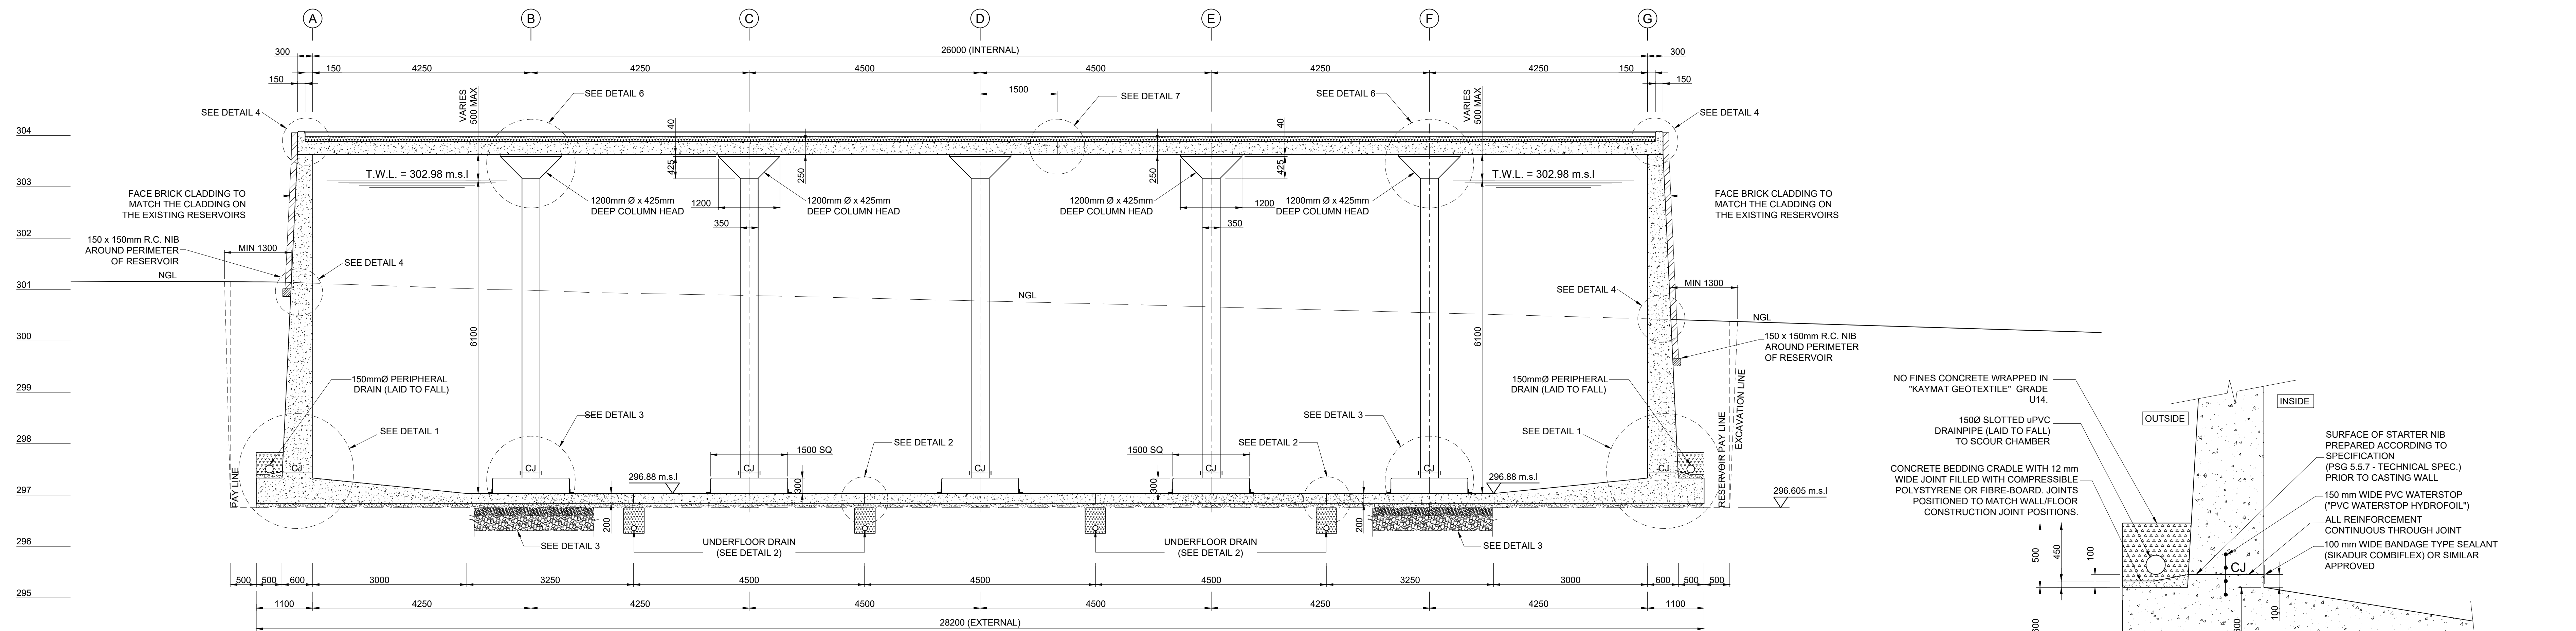 A B C D E F G
300 26000 (INTERNAL) 300
150 4250 4250 4500 4500 4250 4250 150
150 150
VARIES
500 MAX
SEE DETAIL 6
1500
SEE DETAIL 7
SEE DETAIL 6
VARIES
500 MAX
SEE DETAIL 4
SEE DETAIL 4
40
40
304
425
250
250
425
T.W.L. = 302.98 m.s.l
T.W.L. = 302.98 m.s.l
303
FACE BRICK CLADDING TO
MATCH THE CLADDING ON
THE EXISTING RESERVOIRS
1200mm Ø x 425mm
DEEP COLUMN HEAD
1200
1200mm Ø x 425mm
DEEP COLUMN HEAD
1200mm Ø x 425mm
DEEP COLUMN HEAD
1200
1200mm Ø x 425mm
DEEP COLUMN HEAD
FACE BRICK CLADDING TO
MATCH THE CLADDING ON
THE EXISTING RESERVOIRS
350
350
302
150 x 150mm R.C. NIB
AROUND PERIMETER
OF RESERVOIR
MIN 1300
SEE DETAIL 4
NGL
301
NGL
SEE DETAIL 4
MIN 1300
NGL
300
6100
6100
150 x 150mm R.C. NIB
AROUND PERIMETER
OF RESERVOIR
299
150mmØ PERIPHERAL
DRAIN (LAID TO FALL)
150mmØ PERIPHERAL
DRAIN (LAID TO FALL)
SEE DETAIL 3
SEE DETAIL 3
298
SEE DETAIL 1
SEE DETAIL 2
SEE DETAIL 2
SEE DETAIL 1
1500 SQ
1500 SQ
CJ CJ CJ CJ CJ CJ CJ
PAY LINE
RESERVOIR PAY LINE
EXCAVATION LINE
296.88 m.s.l
300
300
296.88 m.s.l
297
296.605 m.s.l
200
200
296
SEE DETAIL 3
UNDERFLOOR DRAIN
(SEE DETAIL 2)
UNDERFLOOR DRAIN
(SEE DETAIL 2)
SEE DETAIL 3
500 500 600 3000 3250 4500 4500 4500 3250 3000 600 500 500
295
1100 4250 4250 4500 4500 4250 4250 1100
28200 (EXTERNAL)
NO FINES CONCRETE WRAPPED IN
"KAYMAT GEOTEXTILE" GRADE
U14.
OUTSIDE
INSIDE
150Ø SLOTTED uPVC
DRAINPIPE (LAID TO FALL)
TO SCOUR CHAMBER
CONCRETE BEDDING CRADLE WITH 12 mm
WIDE JOINT FILLED WITH COMPRESSIBLE
POLYSTYRENE OR FIBRE-BOARD. JOINTS
POSITIONED TO MATCH WALL/FLOOR
CONSTRUCTION JOINT POSITIONS.
SURFACE OF STARTER NIB
PREPARED ACCORDING TO
SPECIFICATION
(PSG 5.5.7 - TECHNICAL SPEC.)
PRIOR TO CASTING WALL
150 mm WIDE PVC WATERSTOP
("PVC WATERSTOP HYDROFOIL")
ALL REINFORCEMENT
CONTINUOUS THROUGH JOINT
100 mm WIDE BANDAGE TYPE SEALANT
(SIKADUR COMBIFLEX) OR SIMILAR
APPROVED
500
450
100
CJ
100